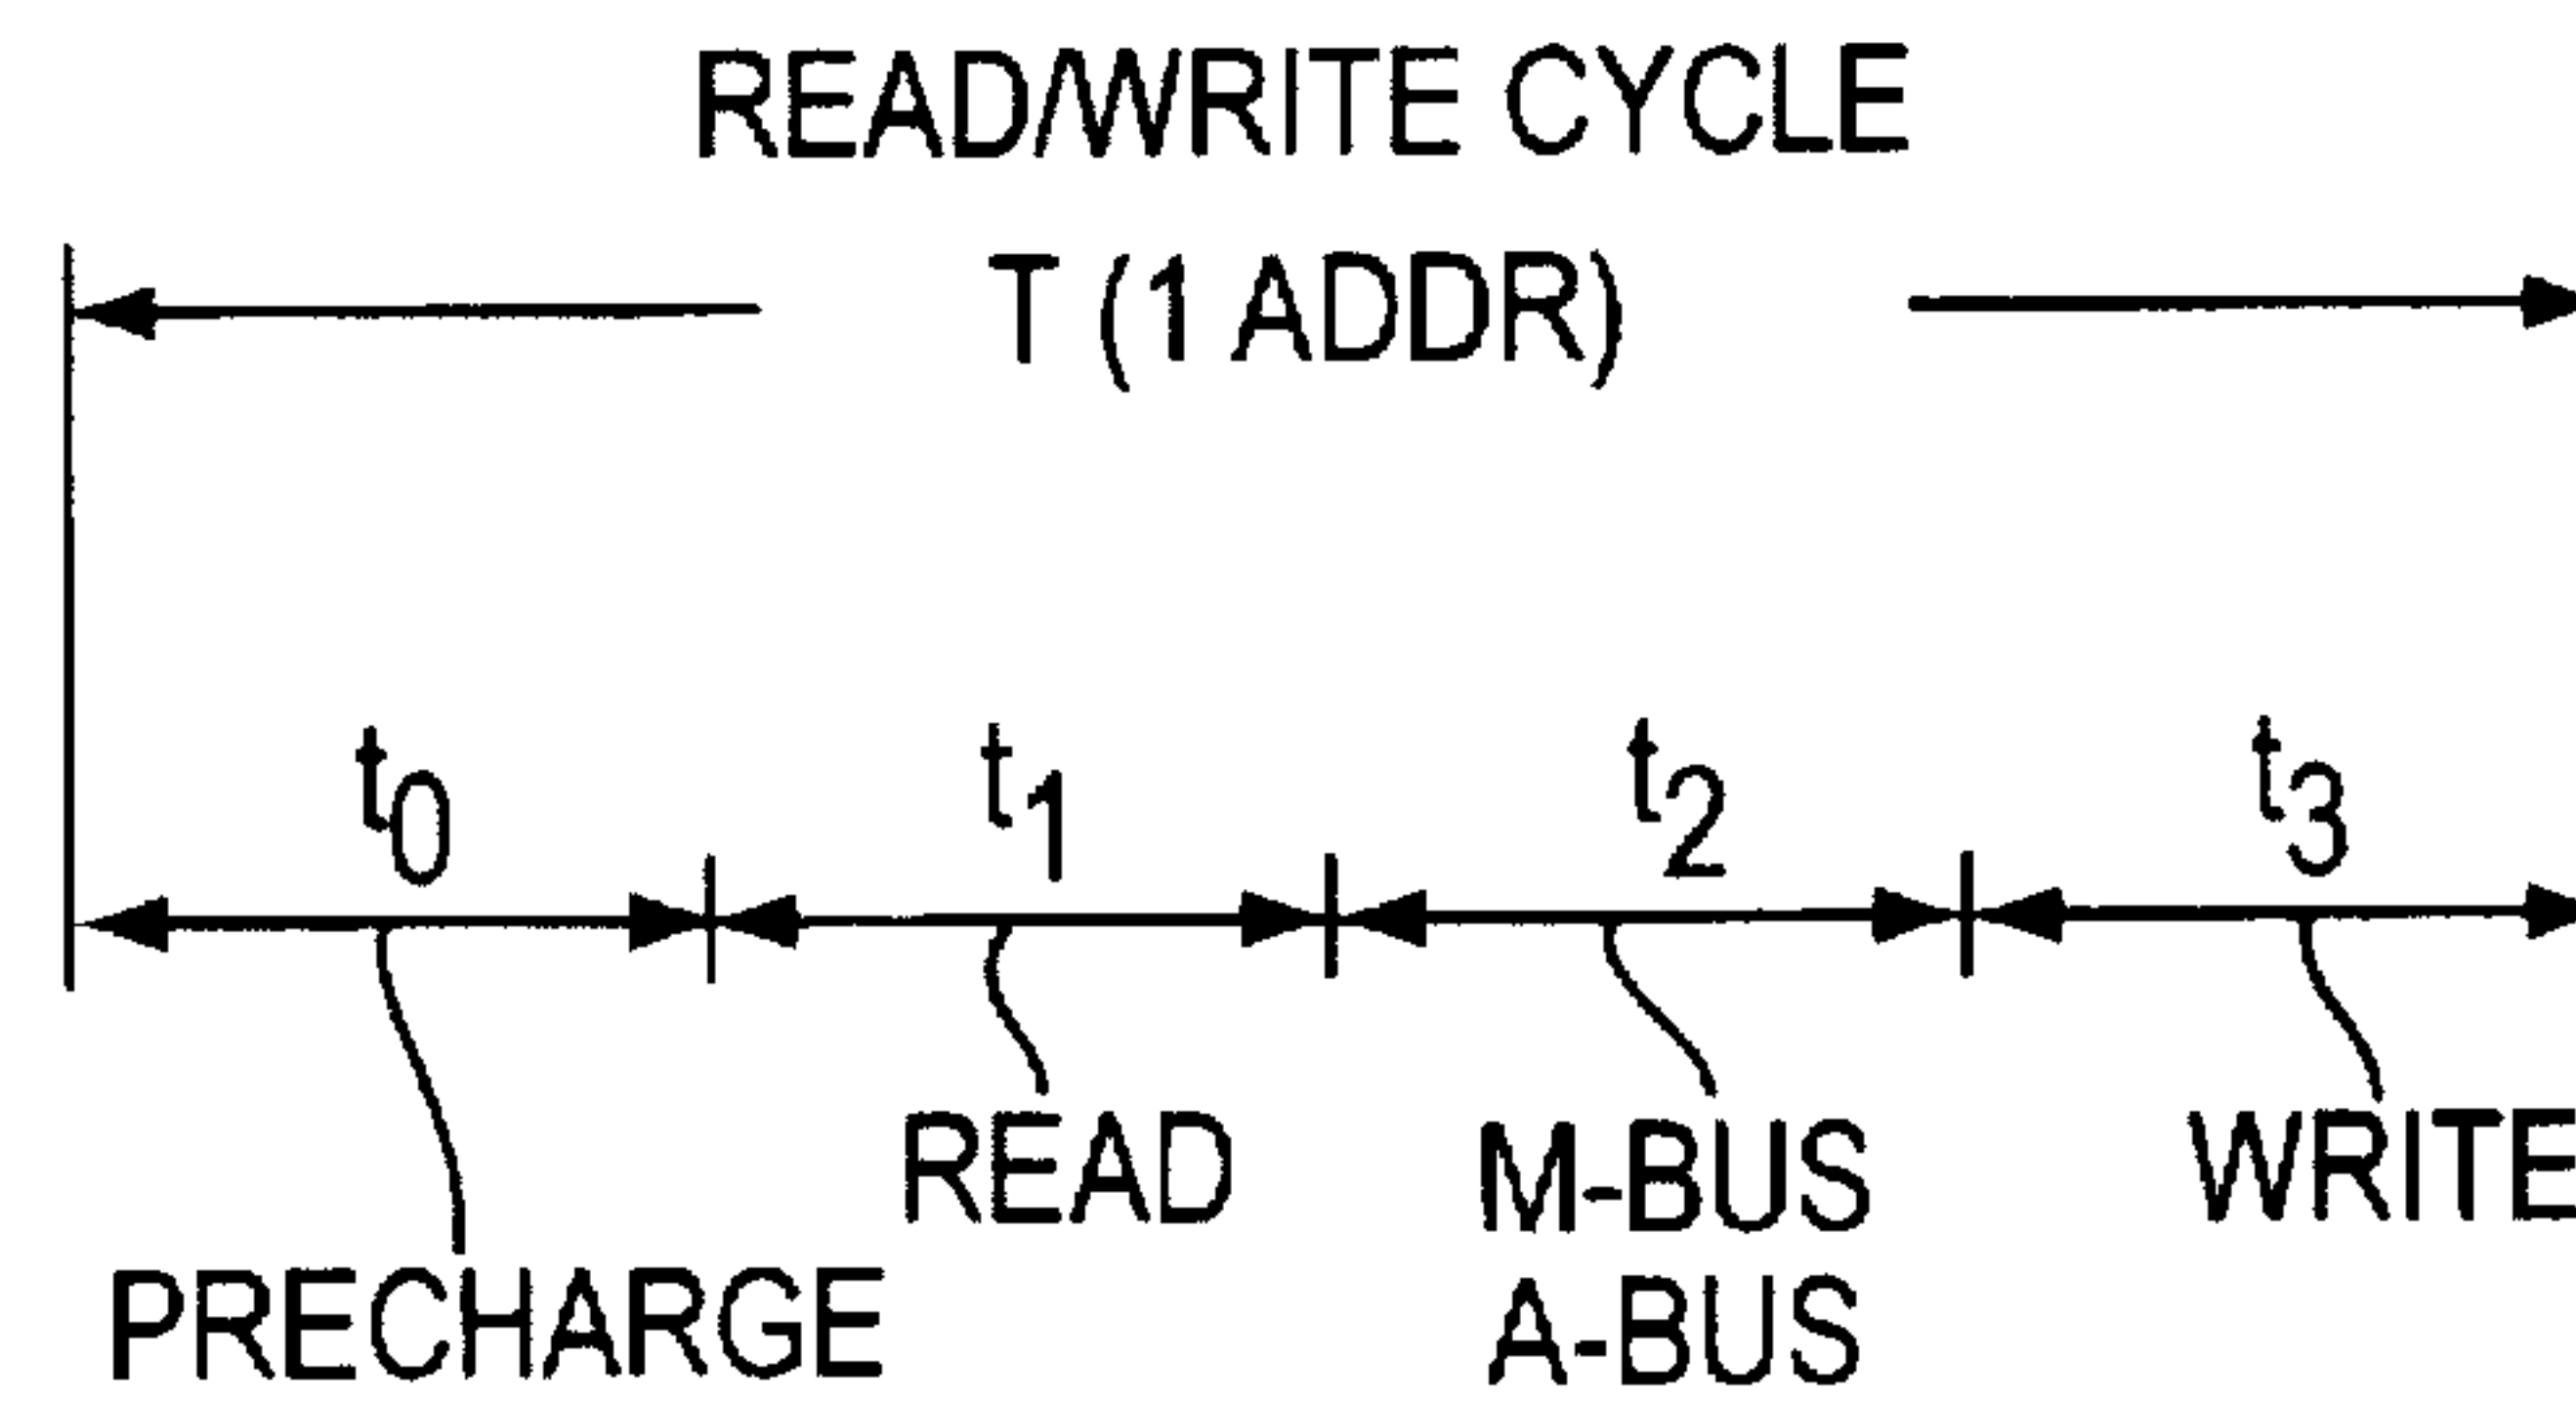 READ/WRITE CYCLE
T (1 ADDR)
t0 t1 t2 t3
READ M-BUS WRITE
PRECHARGE A-BUS